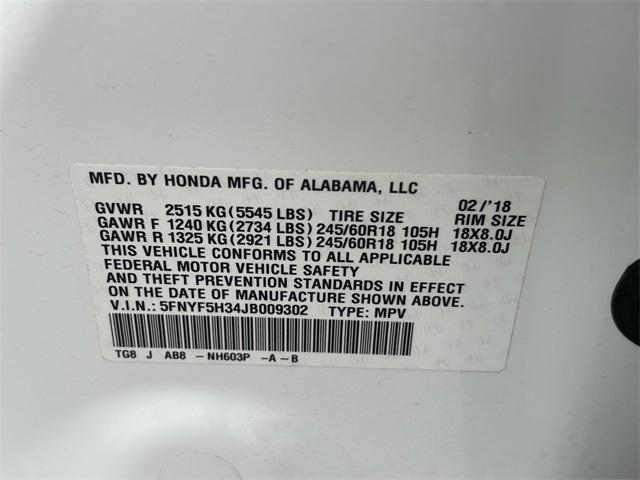 MFD. BY HONDA MFG. OF ALABAMA, LLC 02/'18
GVWR 2515 KG (5545 LBS) TIRE SIZE RIM SIZE
GAWR F 1240 KG (2734 LBS) 245/60R18 105H 18X8.0J
GAWR R 1325 KG (2921 LBS) 245/60R18 105H 18X8.0J
THIS VEHICLE CONFORMS TO ALL APPLICABLE
FEDERAL MOTOR VEHICLE SAFETY
AND THEFT PREVENTION STANDARDS IN EFFECT
ON THE DATE OF MANUFACTURE SHOWN ABOVE.
V.I.N.: 5FNYF5H34JB009302 TYPE: MPV
TG8 J AB8 -NH603P -A-B